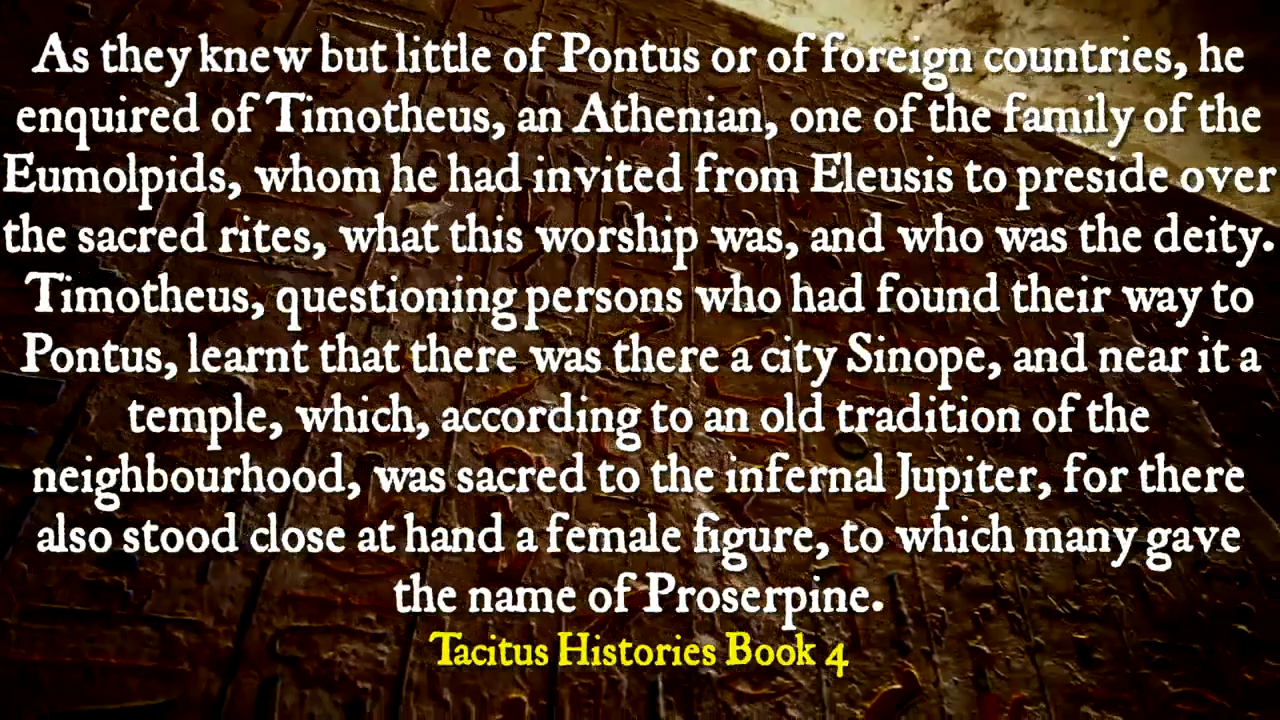 As they knew but little of Pontus or of foreign countries, he
enquired of Timotheus, an Athenian, one of the family of the
Eumolpids, whom he had invited from Eleusis to preside over
the sacred rites, what this worship was, and who was the deity.
Timotheus, questioning persons who had found their way to
Pontus, learnt that there was there a city Sinope, and near it a
temple, which, according to an old tradition of the
neighbourhood, was sacred to the infernal Jupiter, for there
also stood close at hand a female figure, to which many gave
the name of Proserpine.
Tacitus Histories Book 4